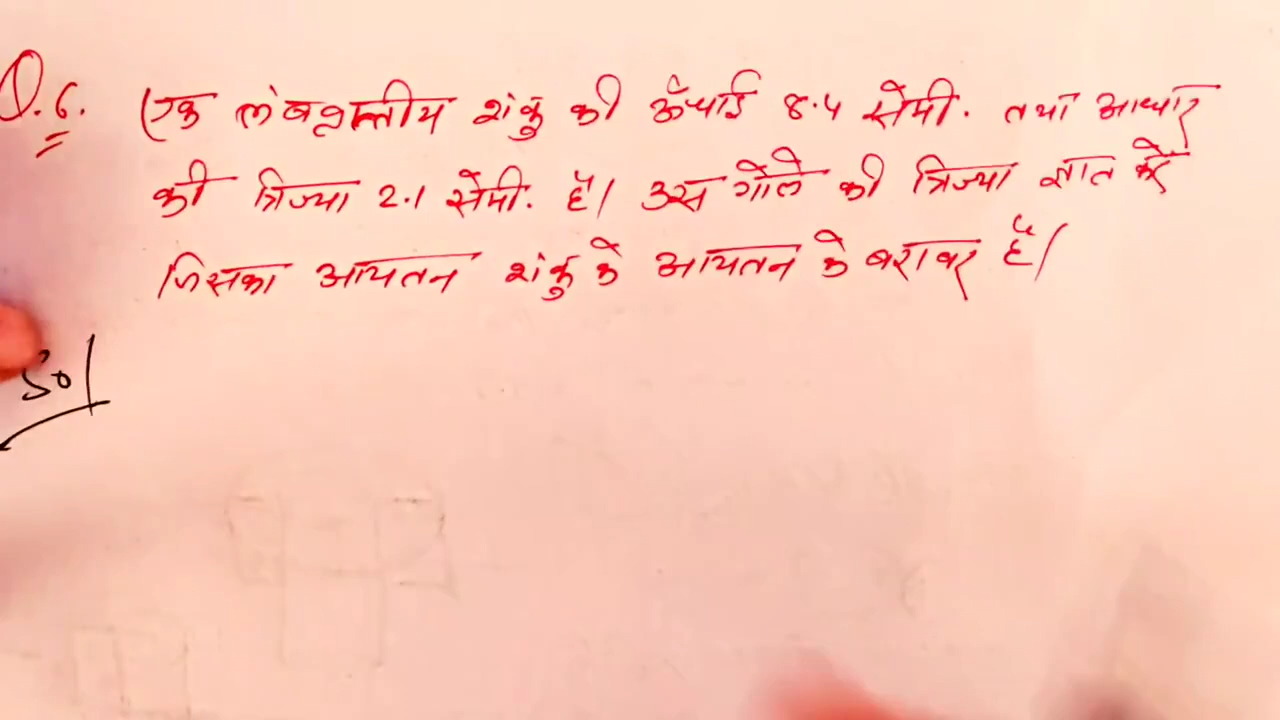 Q.6. एक लंबवृत्तीय शंकु की ऊँचाई 8.4 सेमी. तथा आधार
की त्रिज्या 2.1 सेमी. है। उस गोले की त्रिज्या ज्ञात करें
जिसका आयतन शंकु के आयतन के बराबर है।
Sol